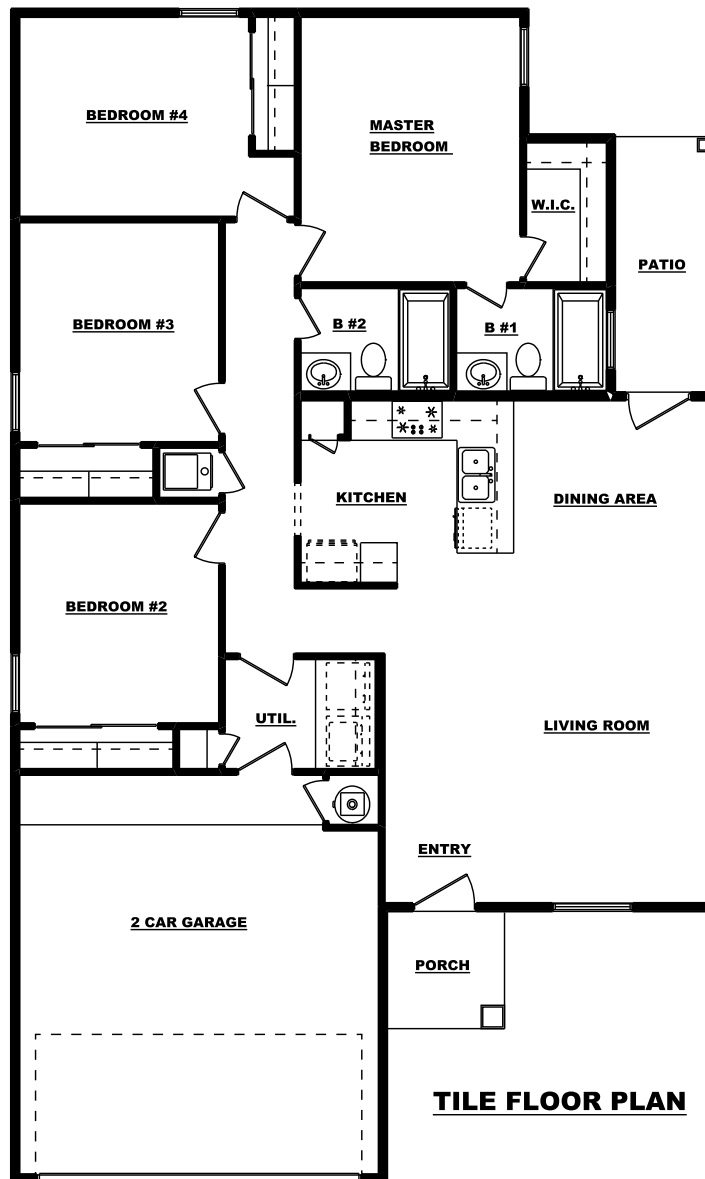 BEDROOM #4
MASTER
BEDROOM
W.I.C.
PATIO
BEDROOM #3
B #2
B #1
KITCHEN
DINING AREA
BEDROOM #2
UTIL.
LIVING ROOM
ENTRY
2 CAR GARAGE
PORCH
TILE FLOOR PLAN